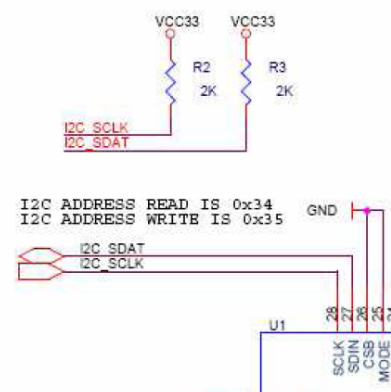 VCC33 VCC33
R2 R3
2K 2K
I2C_SCLK
I2C_SDAT
I2C ADDRESS READ IS 0x34
I2C ADDRESS WRITE IS 0x35
GND
I2C_SDAT
I2C_SCLK
28 27 26 25 24
U1
SCLK SDIN CSB MODE